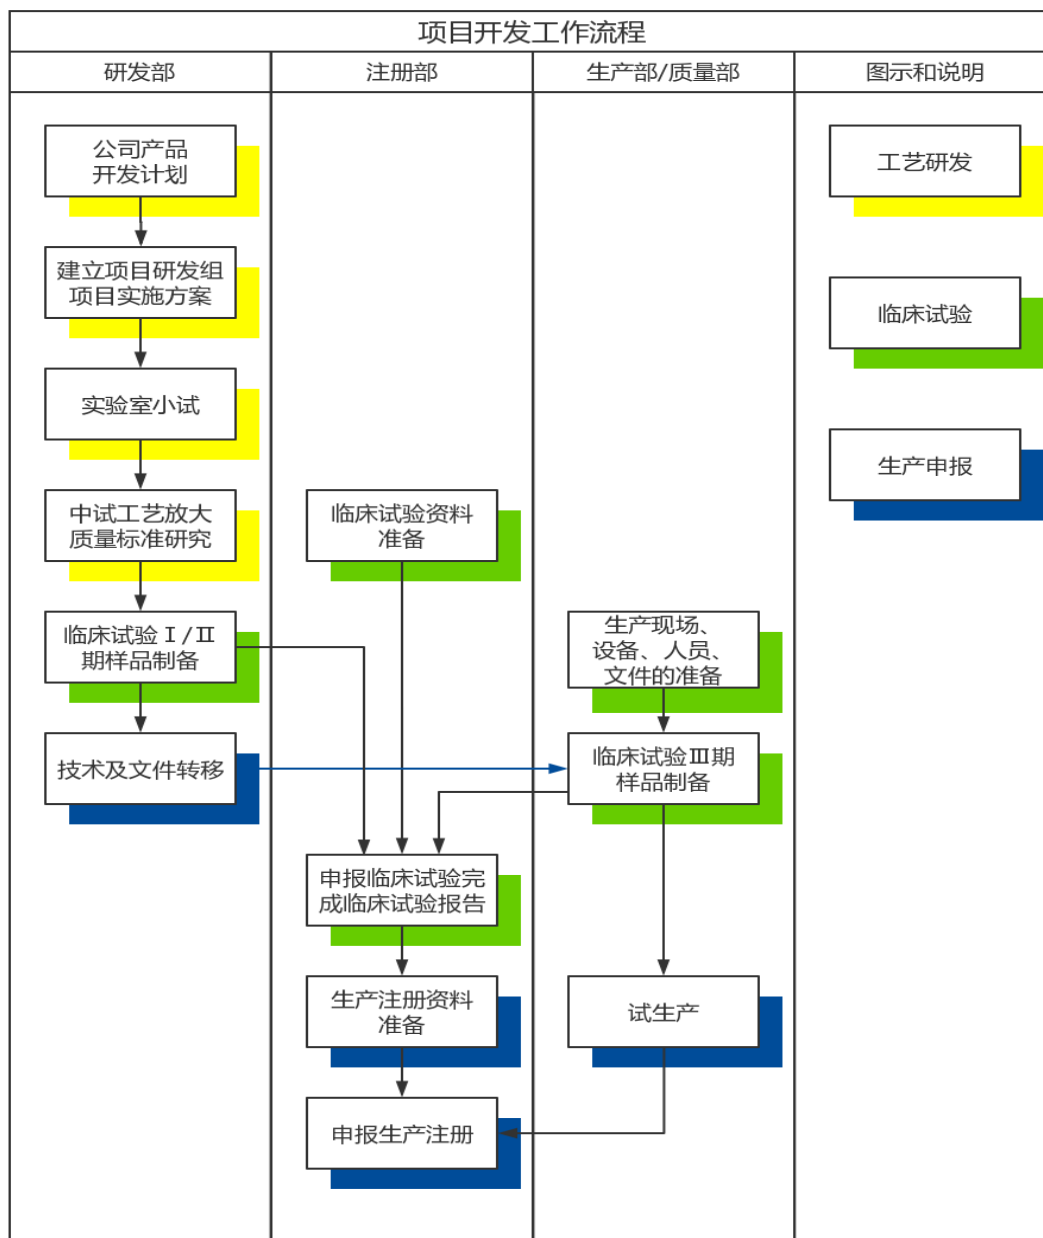 项目开发工作流程
研发部
注册部
生产部/质量部
图示和说明
公司产品
开发计划
工艺研发
建立项目研发组
项目实施方案
临床试验
实验室小试
生产申报
中试工艺放大
质量标准研究
临床试验资料
准备
临床试验Ⅰ/Ⅱ
期样品制备
生产现场、
设备、人员、
文件的准备
技术及文件转移
临床试验Ⅲ期
样品制备
申报临床试验完
成临床试验报告
生产注册资料
准备
试生产
申报生产注册